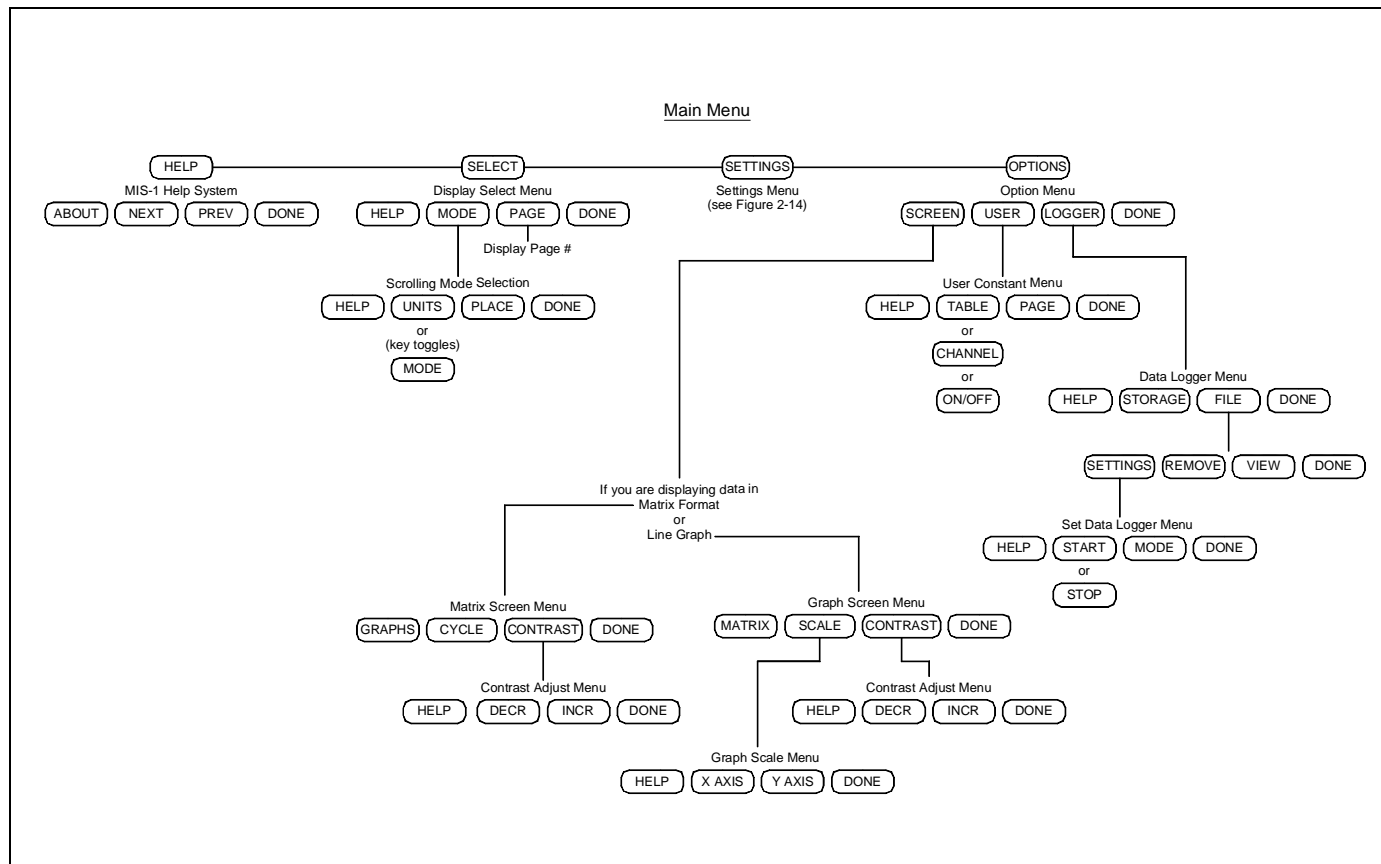 Main Menu
HELP SELECT SETTINGS OPTIONS
MIS-1 Help System
ABOUT NEXT PREV DONE
Display Select Menu
HELP MODE PAGE DONE
Display Page #
Settings Menu
(see Figure 2-14)
Option Menu
SCREEN USER LOGGER DONE
Scrolling Mode Selection
HELP UNITS PLACE DONE
or
(key toggles)
MODE
User Constant Menu
HELP TABLE PAGE DONE
or
CHANNEL
or
ON/OFF
Data Logger Menu
HELP STORAGE FILE DONE
SETTINGS REMOVE VIEW DONE
Set Data Logger Menu
HELP START MODE DONE
or
STOP
If you are displaying data in
Matrix Format
or
Line Graph
Matrix Screen Menu
GRAPHS CYCLE CONTRAST DONE
Contrast Adjust Menu
HELP DECR INCR DONE
Graph Screen Menu
MATRIX SCALE CONTRAST DONE
Contrast Adjust Menu
HELP DECR INCR DONE
Graph Scale Menu
HELP X AXIS Y AXIS DONE